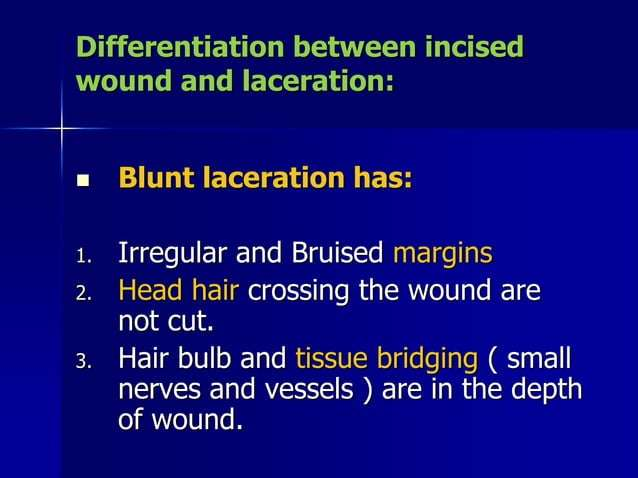 Differentiation between incised
wound and laceration:
Blunt laceration has:
1. Irregular and Bruised margins
2. Head hair crossing the wound are
not cut.
3. Hair bulb and tissue bridging ( small
nerves and vessels ) are in the depth
of wound.